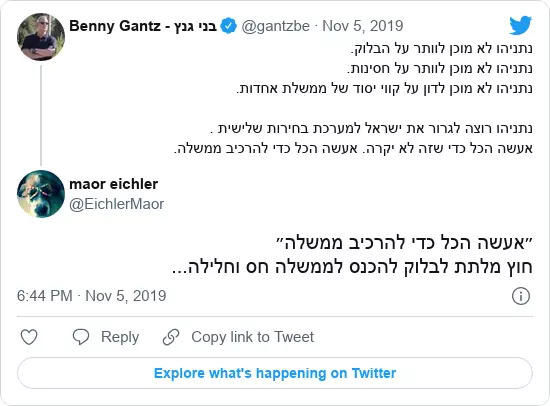 Benny Gantz - בני גנץ @gantzbe · Nov 5, 2019
נתניהו לא מוכן לוותר על הבלוק.
נתניהו לא מוכן לוותר על חסינות.
נתניהו לא מוכן לדון על קווי יסוד של ממשלת אחדות.
נתניהו רוצה לגרור את ישראל למערכת בחירות שלישית .
אעשה הכל כדי שזה לא יקרה. אעשה הכל כדי להרכיב ממשלה.
maor eichler
@EichlerMaor
״אעשה הכל כדי להרכיב ממשלה״
חוץ מלתת לבלוק להכנס לממשלה חס וחלילה...
6:44 PM · Nov 5, 2019
Reply Copy link to Tweet
Explore what's happening on Twitter